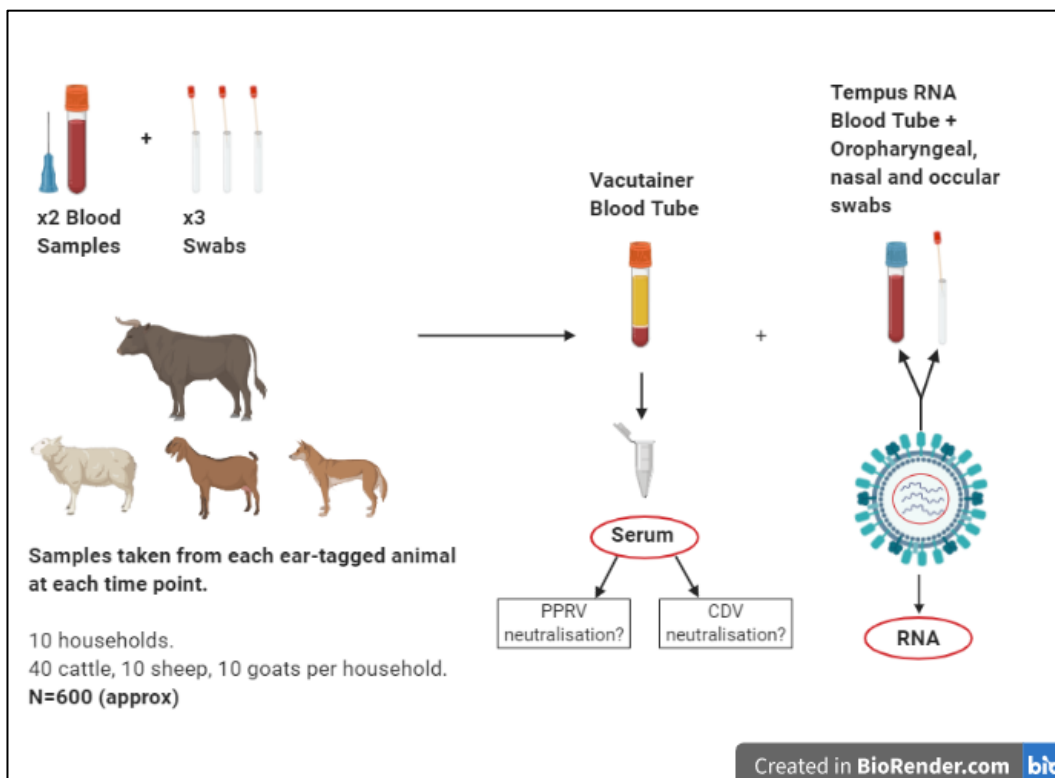 x2 Blood
Samples
+
x3
Swabs
Samples taken from each ear-tagged animal
at each time point.
10 households.
40 cattle, 10 sheep, 10 goats per household.
N=600 (approx)
Vacutainer
Blood Tube
+
Tempus RNA
Blood Tube +
Oropharyngeal,
nasal and occular
swabs
Serum
PPRV
neutralisation?
CDV
neutralisation?
RNA
Created in BioRender.com bio